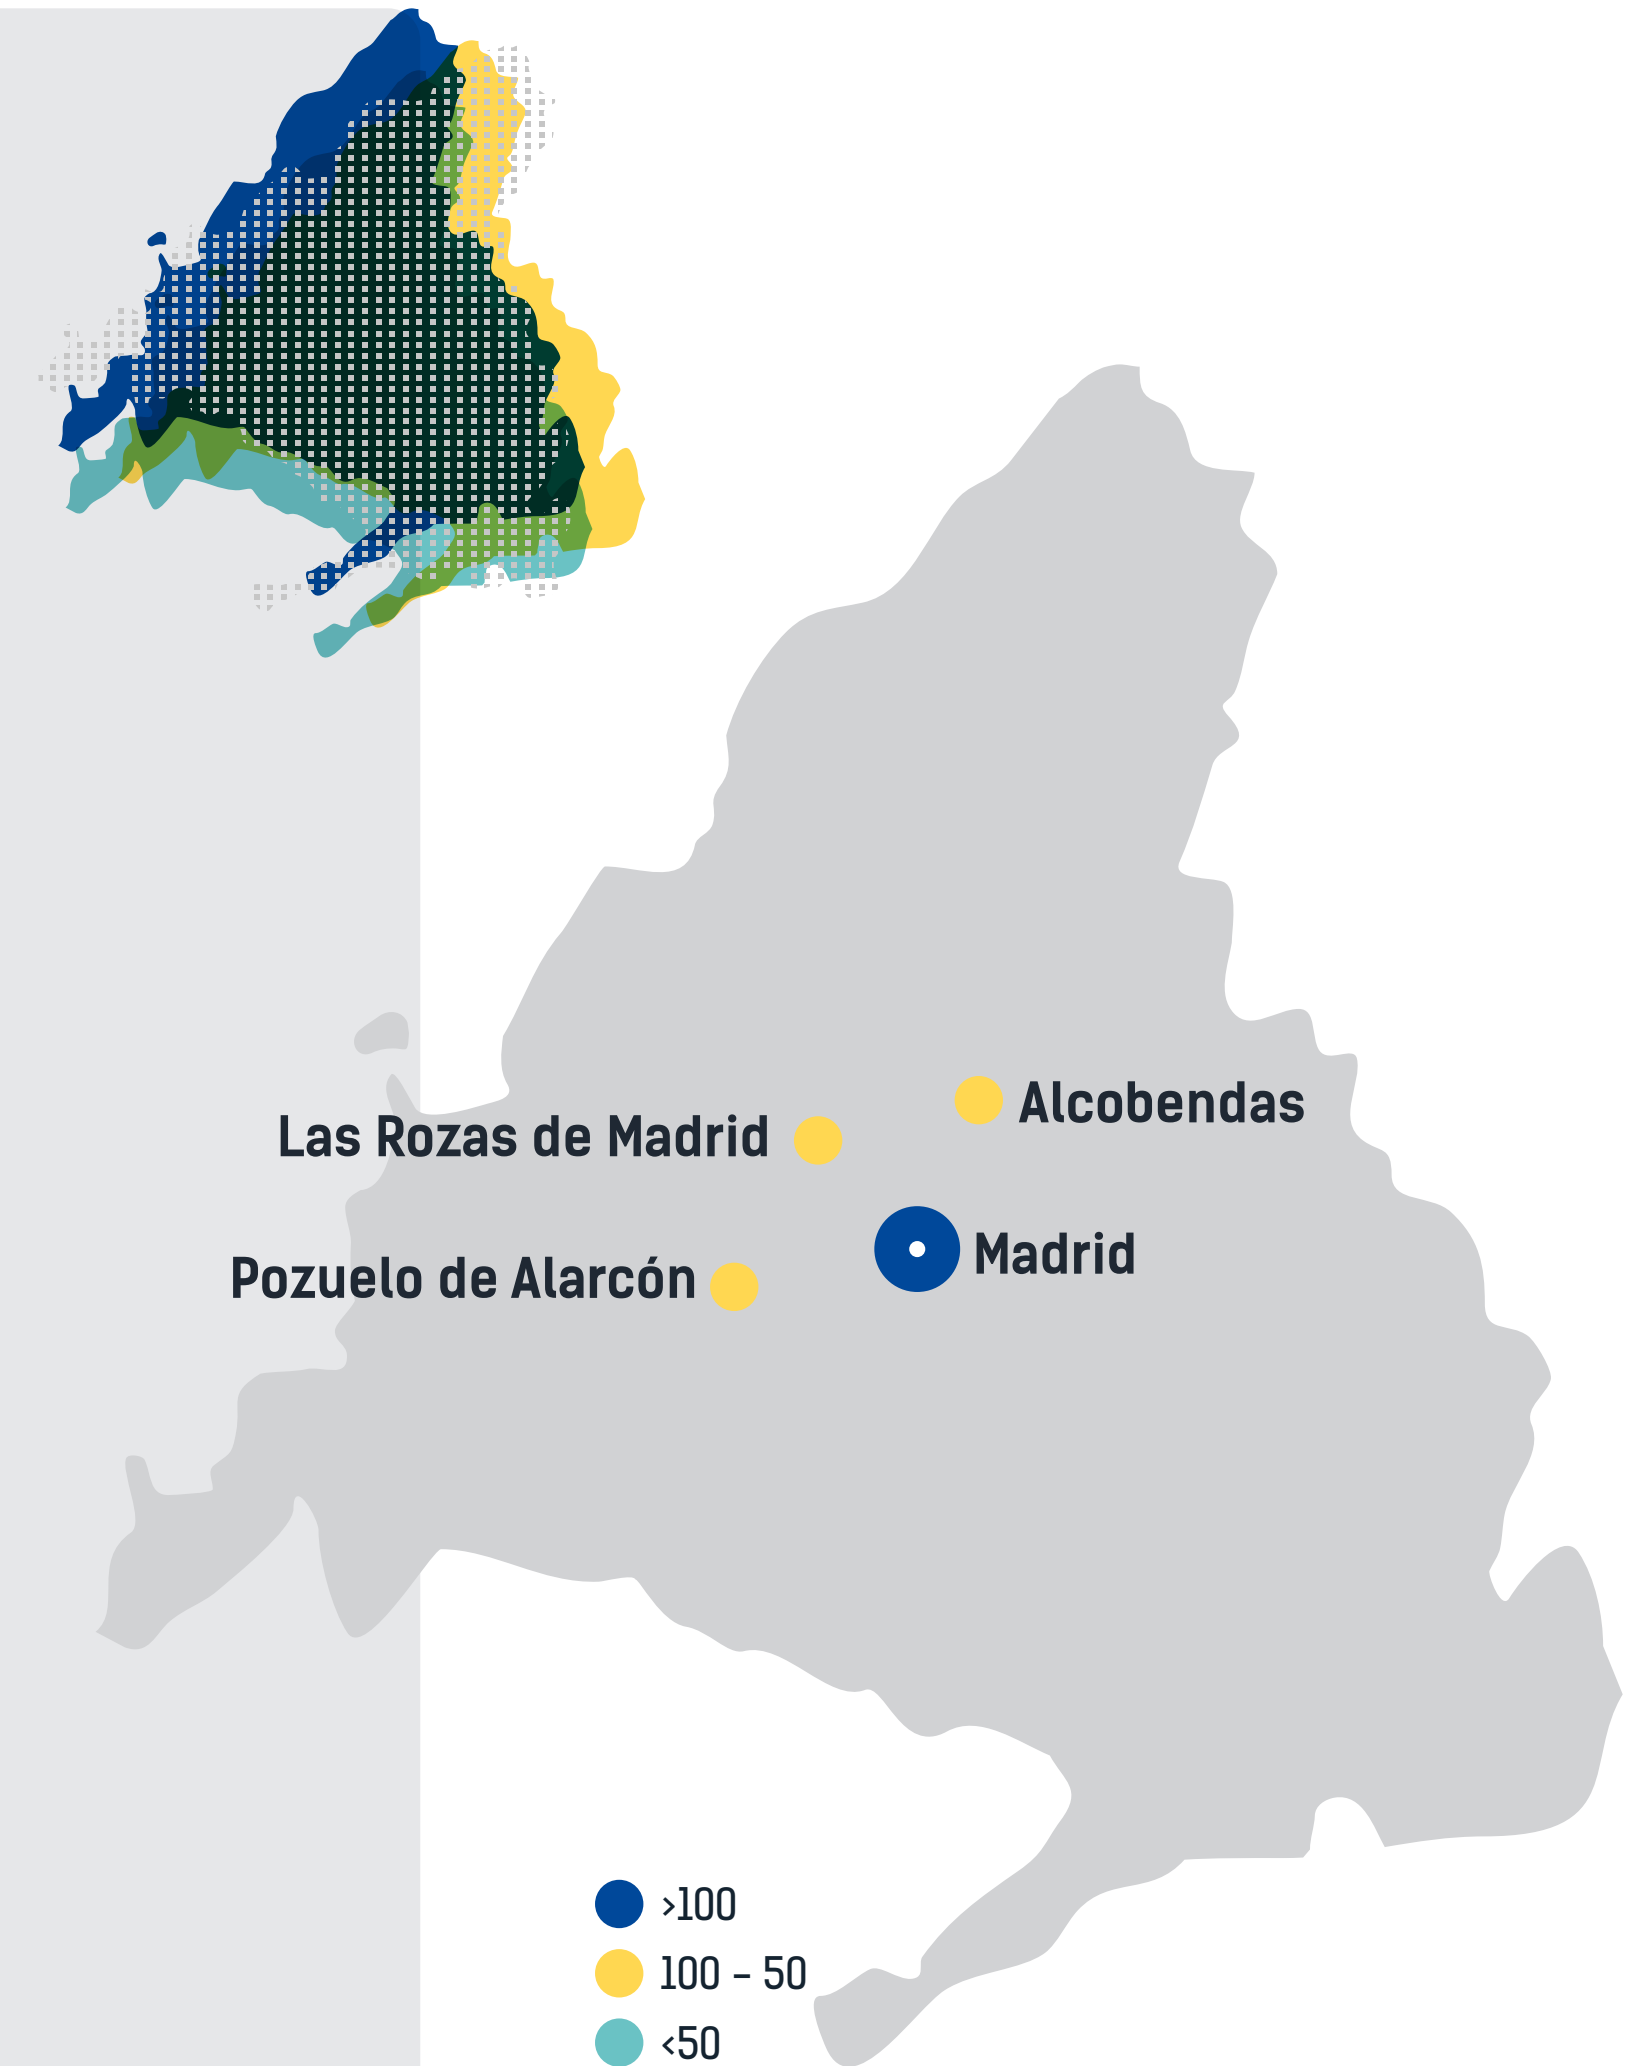 Alcobendas
Las Rozas de Madrid
Madrid
Pozuelo de Alarcón
>100
100 - 50
<50